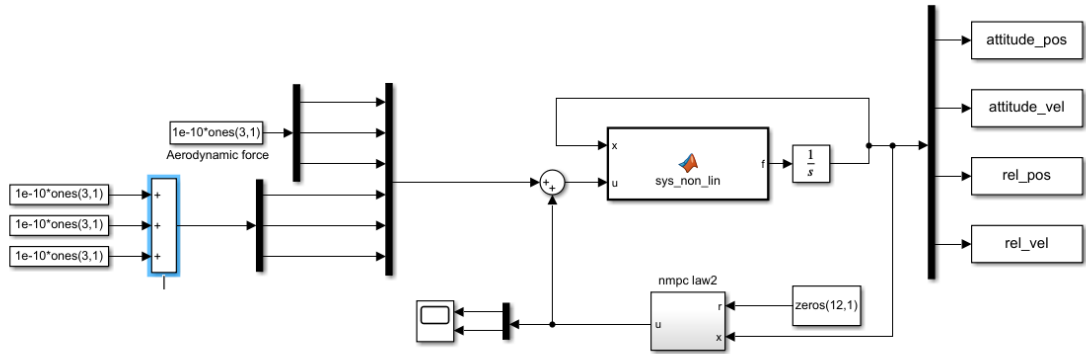 1e-10*ones(3,1)
Aerodynamic force
1e-10*ones(3,1)
1e-10*ones(3,1)
1e-10*ones(3,1)
+
+
+
+
+
x
u
f
sys_non_lin
1
s
attitude_pos
attitude_vel
rel_pos
rel_vel
nmpc law2
u
r
x
zeros(12,1)